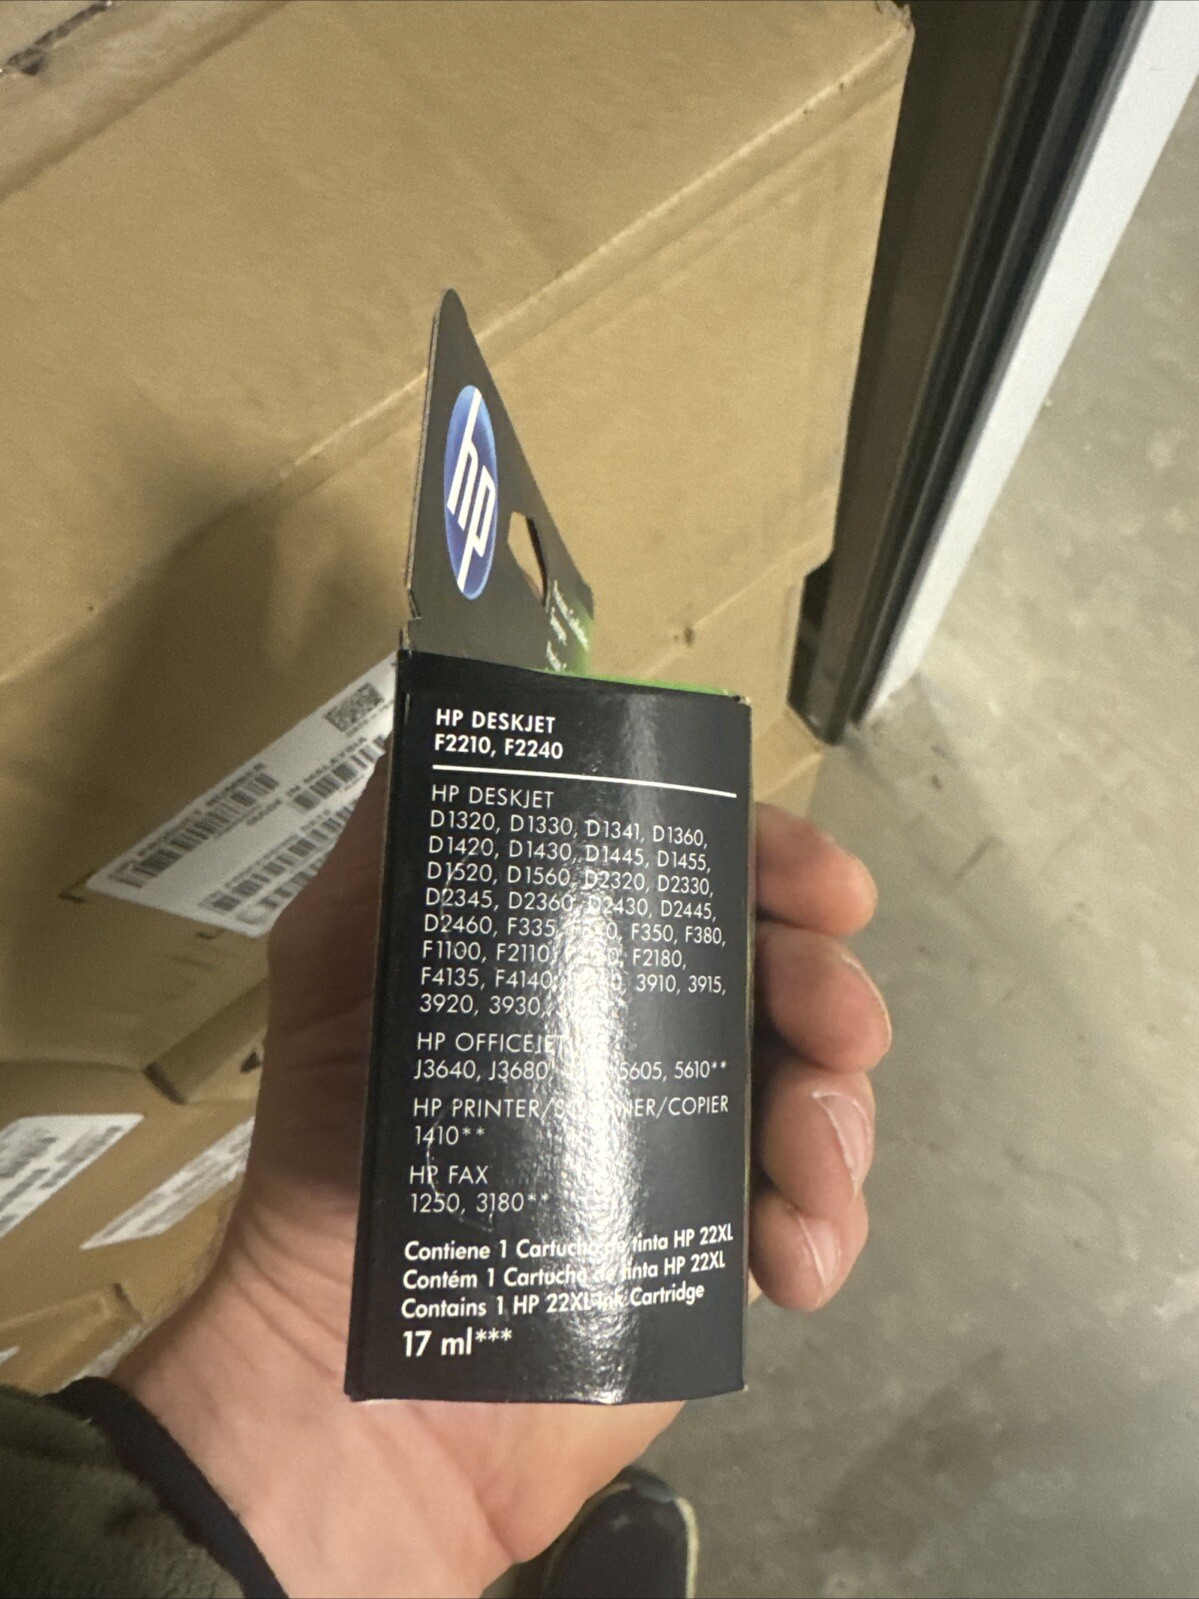 hp
HP DESKJET
F2210, F2240
HP DESKJET
D1320, D1330, D1341, D1360,
D1420, D1430, D1445, D1455,
D1520, D1560, D2320, D2330,
D2345, D2360, D2430, D2445,
D2460, F335, F350, F380,
F1100, F2110, F2180,
F4135, F4140, 3910, 3915,
3920, 3930,
HP OFFICEJET
J3640, J3680, 5605, 5610**
HP PRINTER/SCANNER/COPIER
1410**
HP FAX
1250, 3180**
Contiene 1 Cartucho de tinta HP 22XL
Contém 1 Cartucho de tinta HP 22XL
Contains 1 HP 22XL Ink Cartridge
17 ml***